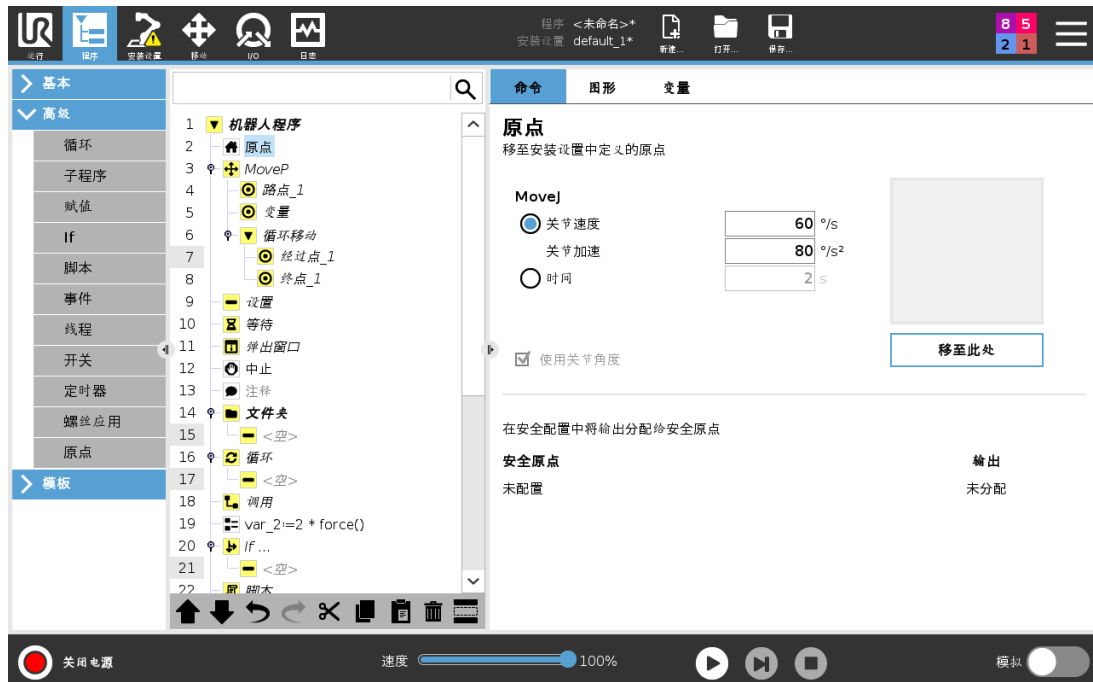 UR
运行
程序
安装设置
移动
I/O
日志
程序 <未命名>*
安装设置 default_1*
新建...
打开...
保存...
8 5
2 1
基本
高级
循环
子程序
赋值
If
脚本
事件
线程
开关
定时器
螺丝应用
原点
模板
1 机器人程序
2 原点
3 MoveP
4 路点_1
5 变量
6 循环移动
7 经过点_1
8 终点_1
9 设置
10 等待
11 弹出窗口
12 中止
13 注释
14 文件夹
15 <空>
16 循环
17 <空>
18 调用
19 var_2:=2 * force()
20 If ...
21 <空>
22 脚本
命令
图形
变量
原点
移至安装设置中定义的原点
MoveJ
关节速度 60 °/s
关节加速 80 °/s²
时间 2 s
使用关节角度
移至此处
在安全配置中将输出分配给安全原点
安全原点 输出
未配置 未分配
关闭电源
速度 100%
模拟